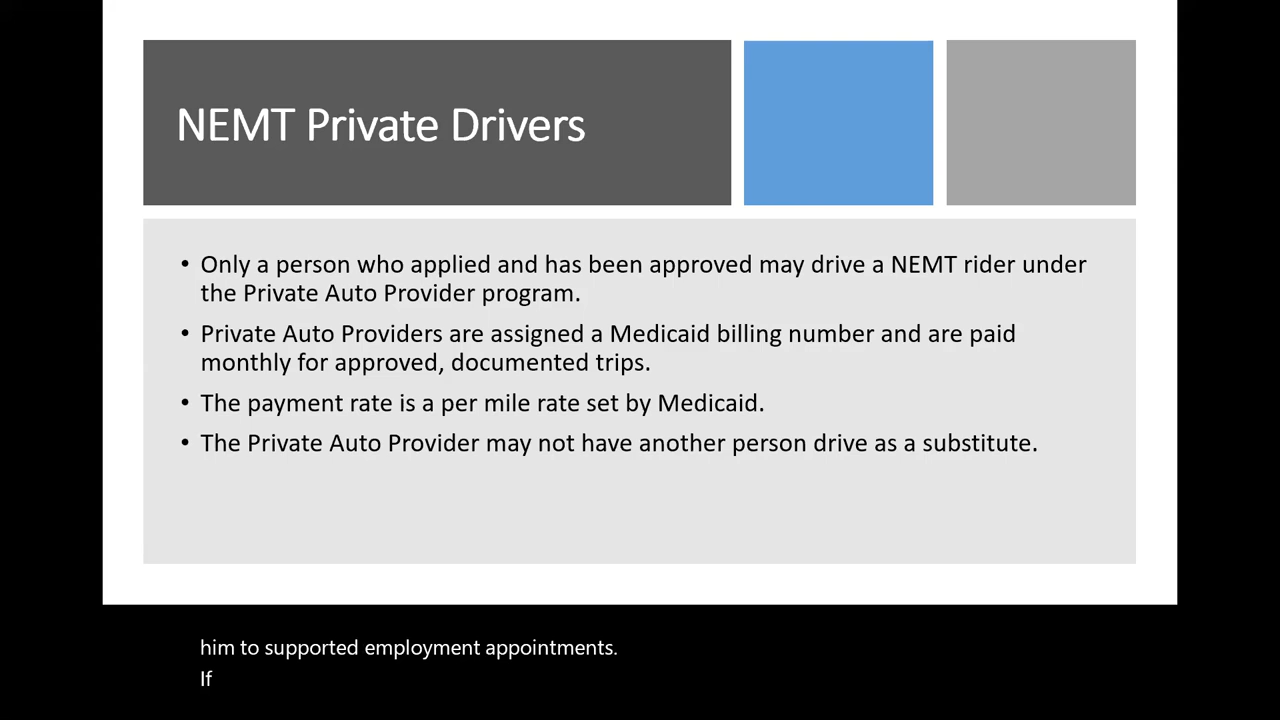 NEMT Private Drivers
• Only a person who applied and has been approved may drive a NEMT rider under
the Private Auto Provider program.
• Private Auto Providers are assigned a Medicaid billing number and are paid
monthly for approved, documented trips.
• The payment rate is a per mile rate set by Medicaid.
• The Private Auto Provider may not have another person drive as a substitute.
him to supported employment appointments.
If